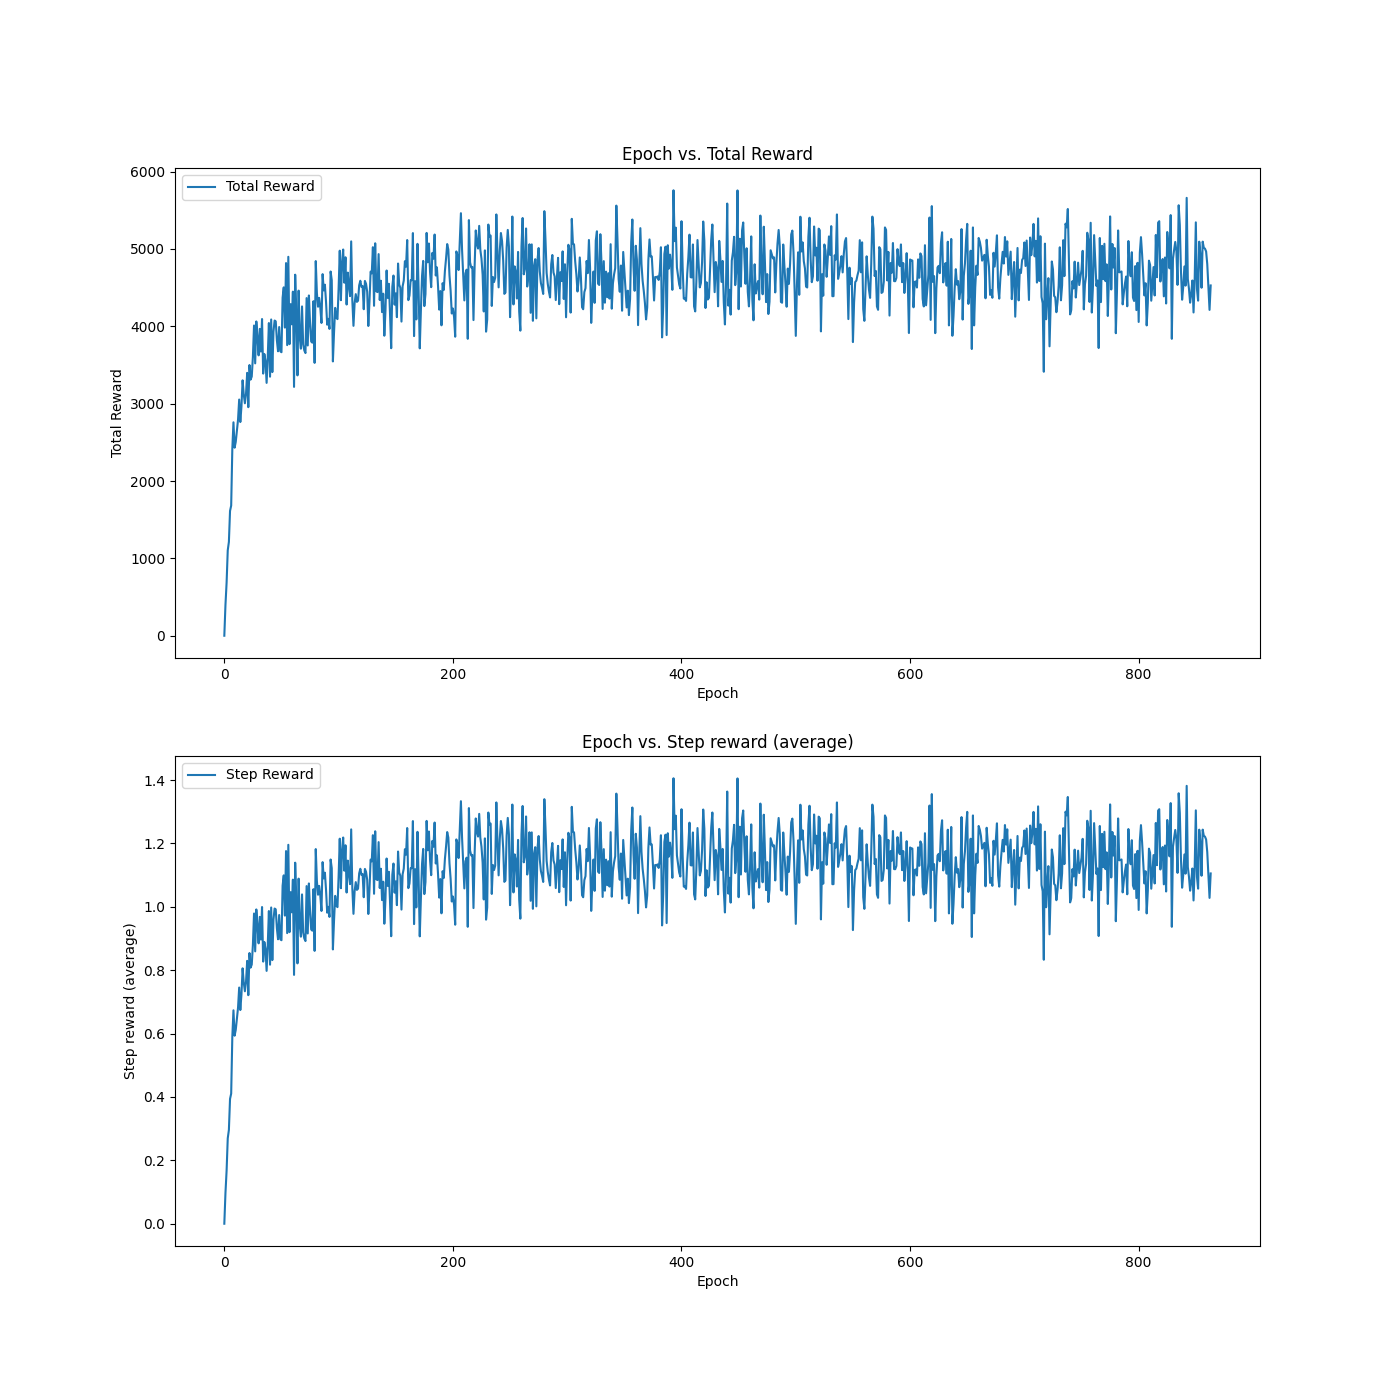 Epoch vs. Total Reward
Total Reward
6000
5000
4000
3000
2000
1000
0
Total Reward
0 200 400 600 800
Epoch
Epoch vs. Step reward (average)
Step Reward
1.4
1.2
1.0
0.8
0.6
0.4
0.2
0.0
Step reward (average)
0 200 400 600 800
Epoch